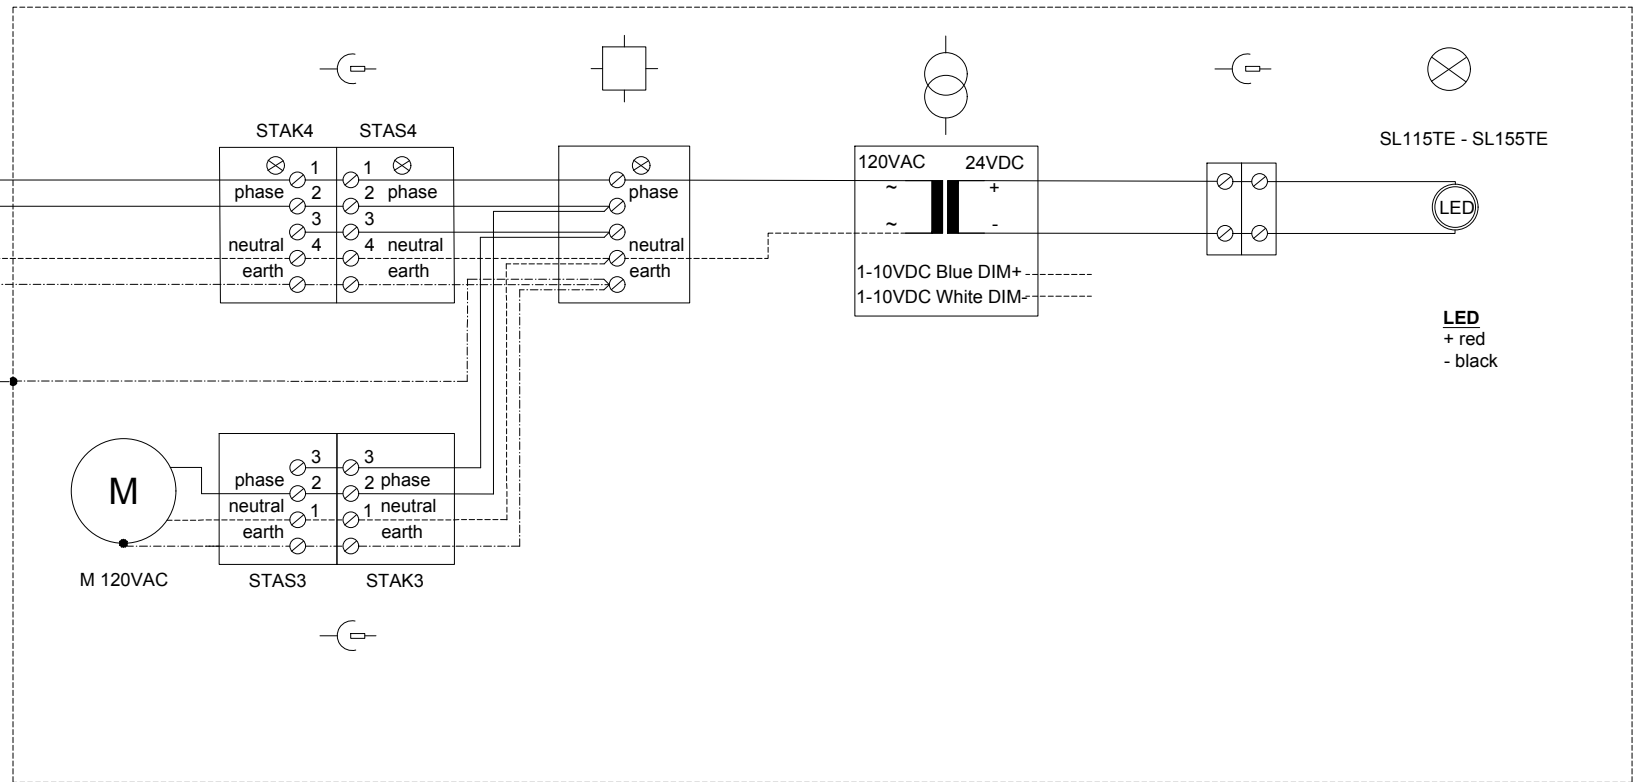 STAK4 STAS4
SL115TE - SL155TE
1 1
phase 2 2 phase
3 3
neutral 4 4 neutral
earth earth
phase
neutral
earth
120VAC 24VDC
~ +
~ -
1-10VDC Blue DIM+
1-10VDC White DIM-
LED
LED
+ red
- black
M
M 120VAC
3 3
phase 2 2 phase
neutral 1 1 neutral
earth earth
STAS3 STAK3